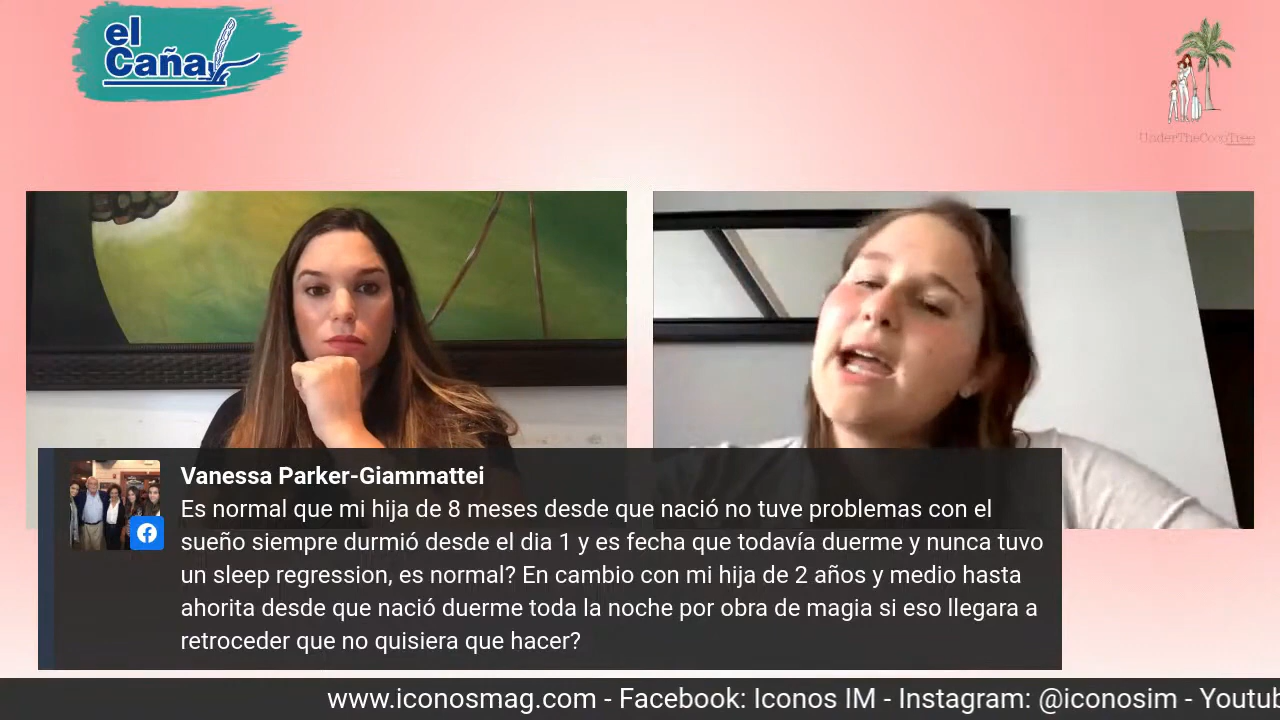 el
Cañal
UnderTheCocoTree
Vanessa Parker-Giammattei
Es normal que mi hija de 8 meses desde que nació no tuve problemas con el
sueño siempre durmió desde el dia 1 y es fecha que todavía duerme y nunca tuvo
un sleep regression, es normal? En cambio con mi hija de 2 años y medio hasta
ahorita desde que nació duerme toda la noche por obra de magia si eso llegara a
retroceder que no quisiera que hacer?
www.iconosmag.com - Facebook: Iconos IM - Instagram: @iconosim - Youtub